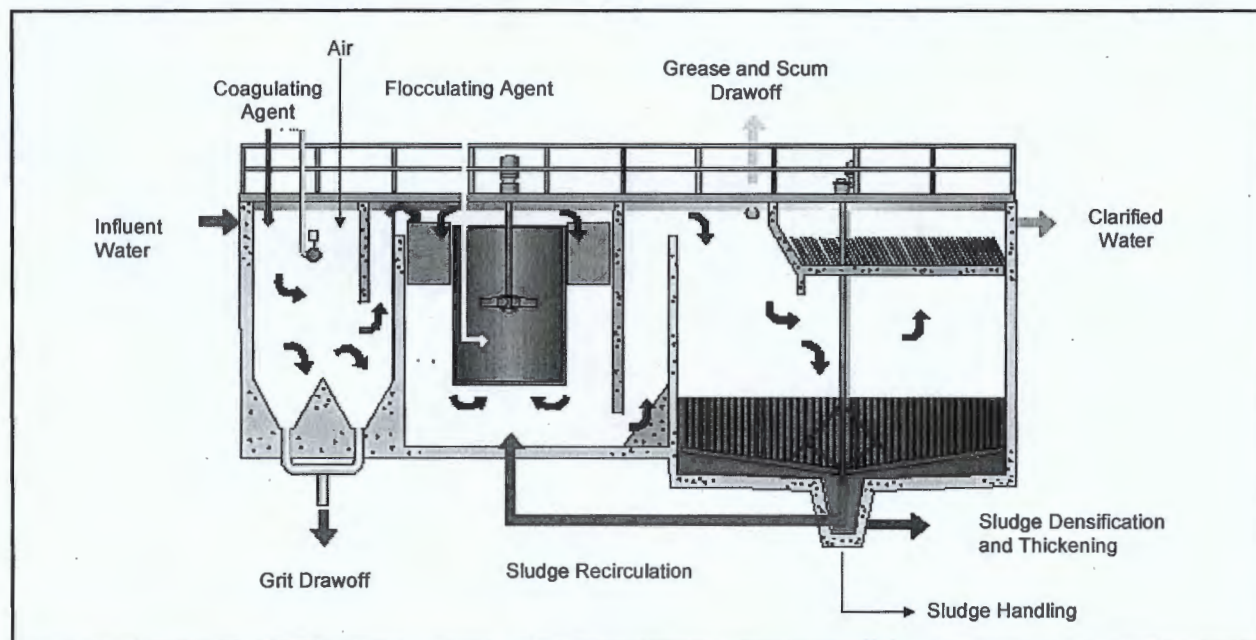 Air
Coagulating
Agent
Flocculating Agent
Grease and Scum
Drawoff
Influent
Water
Clarified
Water
Grit Drawoff
Sludge Recirculation
Sludge Densification
and Thickening
Sludge Handling